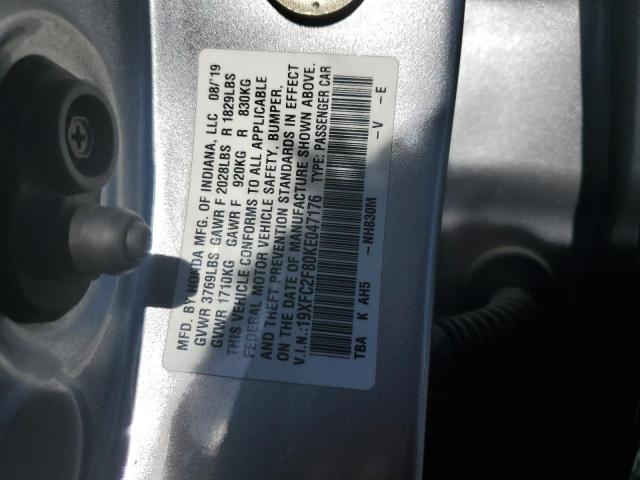 MFD. BY HONDA MFG. OF INDIANA, LLC 08/'19
GVWR 3769LBS GAWR F 2028LBS R 1829LBS
GVWR 1710KG GAWR F 920KG R 830KG
THIS VEHICLE CONFORMS TO ALL APPLICABLE
FEDERAL MOTOR VEHICLE SAFETY, BUMPER,
AND THEFT PREVENTION STANDARDS IN EFFECT
ON THE DATE OF MANUFACTURE SHOWN ABOVE.
V.I.N.:19XFC2F80KE047176 TYPE: PASSENGER CAR
TBA K AH5 -NH830M -V -E